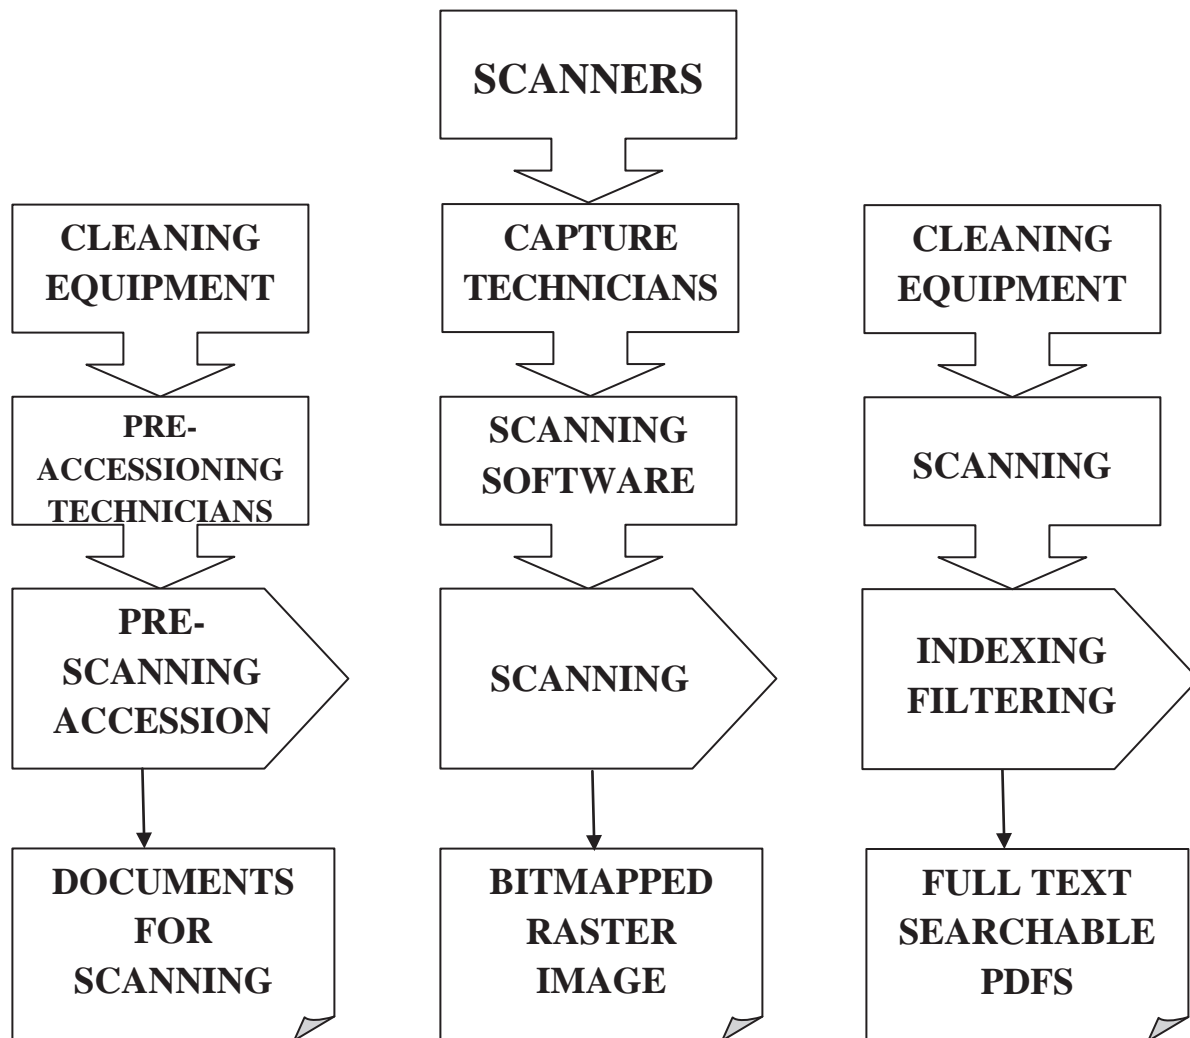 SCANNERS
CLEANING
EQUIPMENT
PRE-
ACCESSIONING
TECHNICIANS
PRE-
SCANNING
ACCESSION
DOCUMENTS
FOR
SCANNING
CAPTURE
TECHNICIANS
SCANNING
SOFTWARE
SCANNING
BITMAPPED
RASTER
IMAGE
CLEANING
EQUIPMENT
SCANNING
INDEXING
FILTERING
FULL TEXT
SEARCHABLE
PDFS